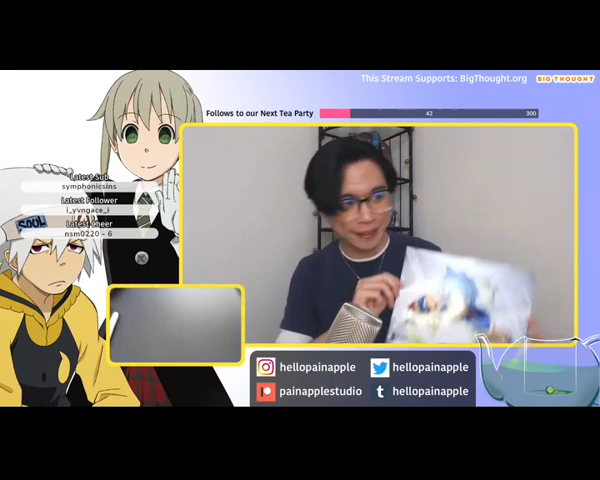 This Stream Supports: BigThought.org
BIG THOUGHT
Follows to our Next Tea Party
42
300
Latest Sub
symphonicsins
Latest Follower
i_yvngace_i
Latest Cheer
nsm0220 - 6
SOUL
hellopainapple
hellopainapple
painapplestudio
hellopainapple